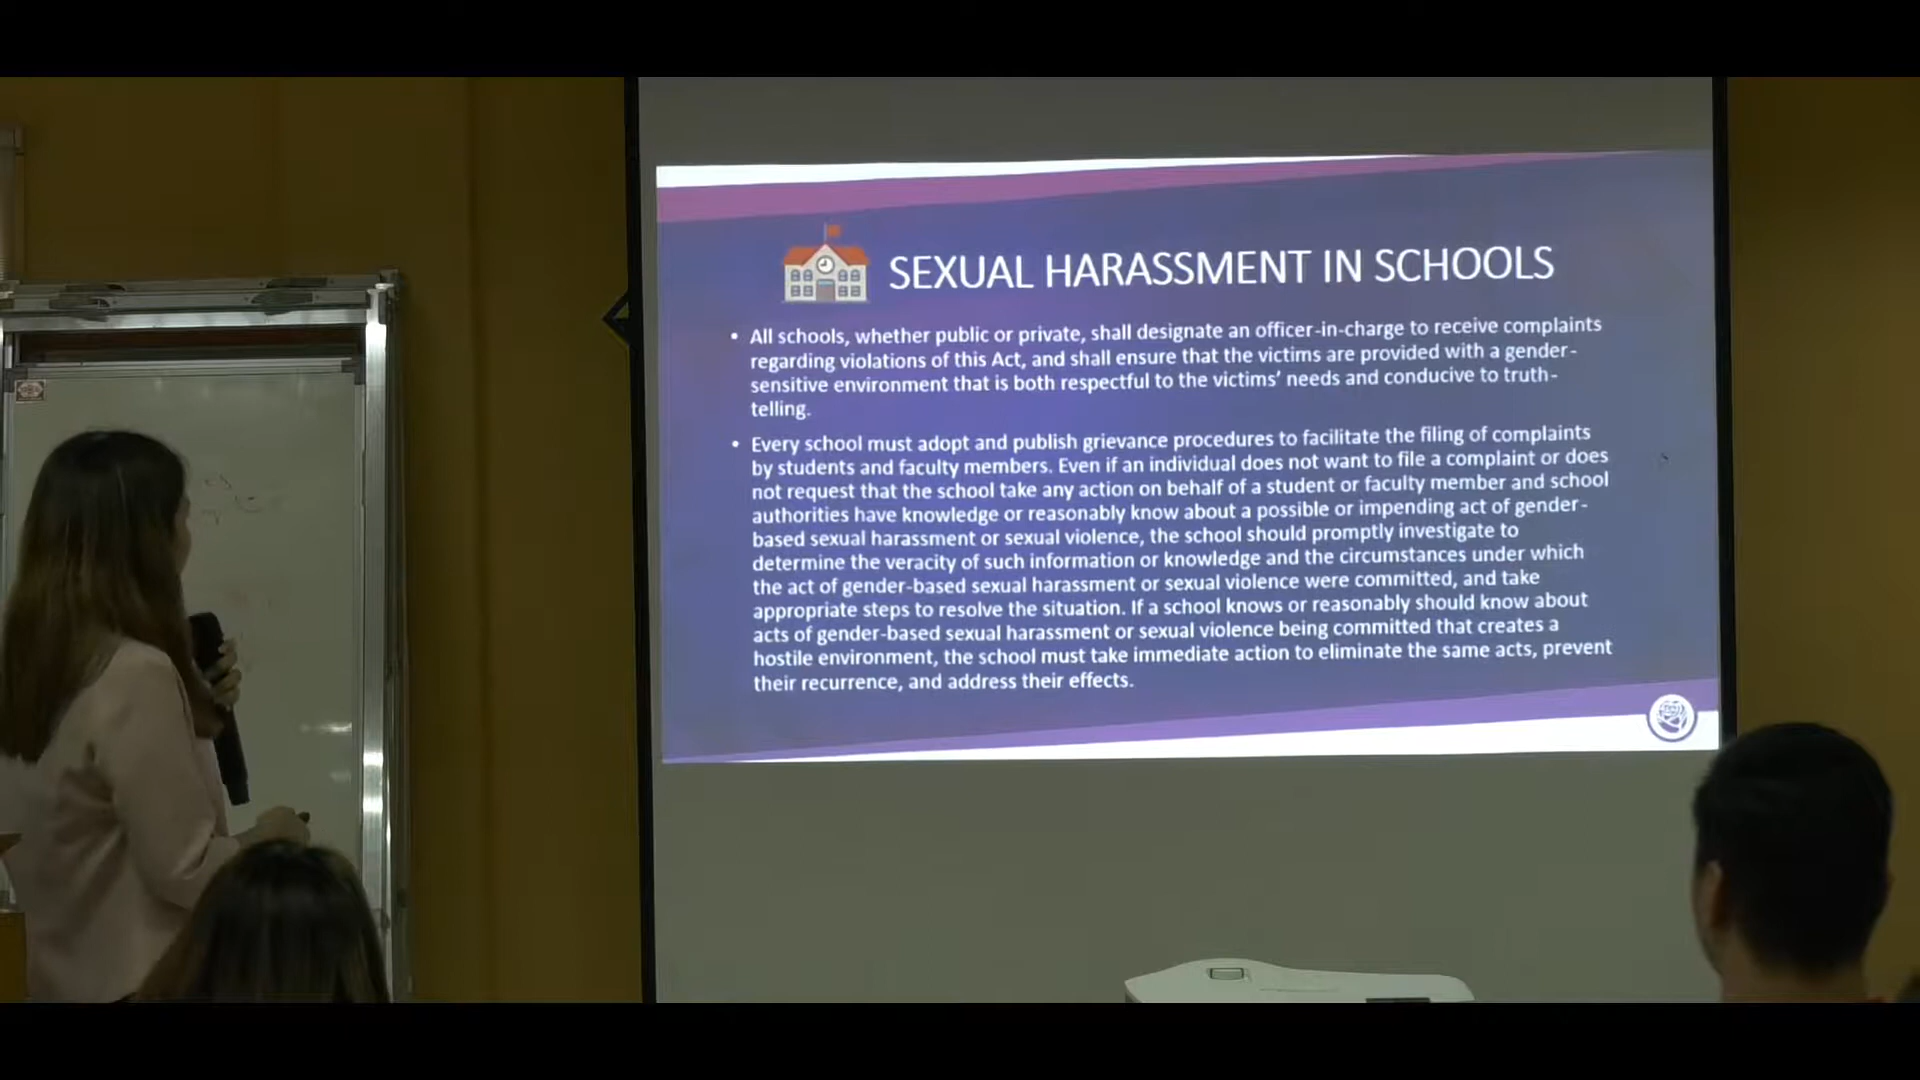 SEXUAL HARASSMENT IN SCHOOLS
• All schools, whether public or private, shall designate an officer-in-charge to receive complaints
regarding violations of this Act, and shall ensure that the victims are provided with a gender-
sensitive environment that is both respectful to the victims' needs and conducive to truth-
telling.
• Every school must adopt and publish grievance procedures to facilitate the filing of complaints
by students and faculty members. Even if an individual does not want to file a complaint or does
not request that the school take any action on behalf of a student or faculty member and school
authorities have knowledge or reasonably know about a possible or impending act of gender-
based sexual harassment or sexual violence, the school should promptly investigate to
determine the veracity of such information or knowledge and the circumstances under which
the act of gender-based sexual harassment or sexual violence were committed, and take
appropriate steps to resolve the situation. If a school knows or reasonably should know about
acts of gender-based sexual harassment or sexual violence being committed that creates a
hostile environment, the school must take immediate action to eliminate the same acts, prevent
their recurrence, and address their effects.